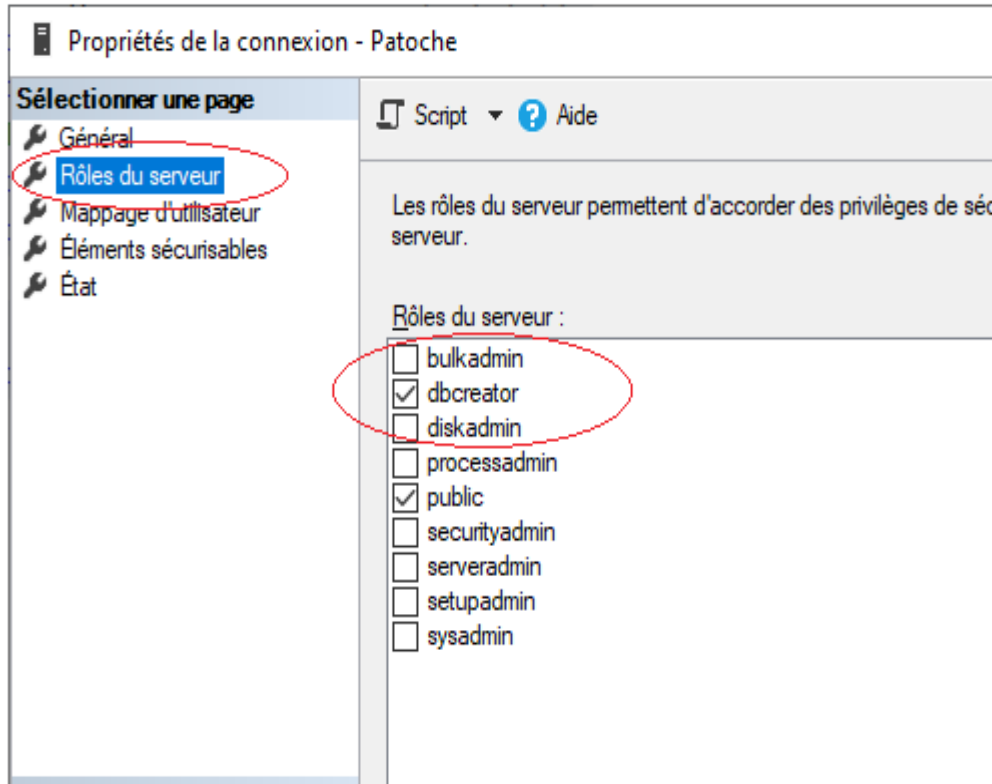 Propriétés de la connexion - Patoche
Sélectionner une page
Général
Rôles du serveur
Mappage d'utilisateur
Éléments sécurisables
État
Script
Aide
Les rôles du serveur permettent d'accorder des privilèges de séc
serveur.
Rôles du serveur :
bulkadmin
dbcreator
diskadmin
processadmin
public
securityadmin
serveradmin
setupadmin
sysadmin